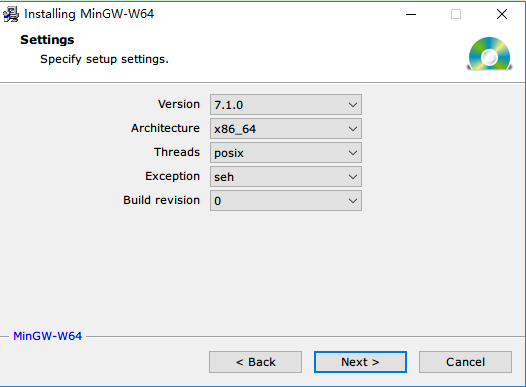 Installing MinGW-W64
Settings
Specify setup settings.
Version 7.1.0
Architecture x86_64
Threads posix
Exception seh
Build revision 0
MinGW-W64
< Back Next > Cancel